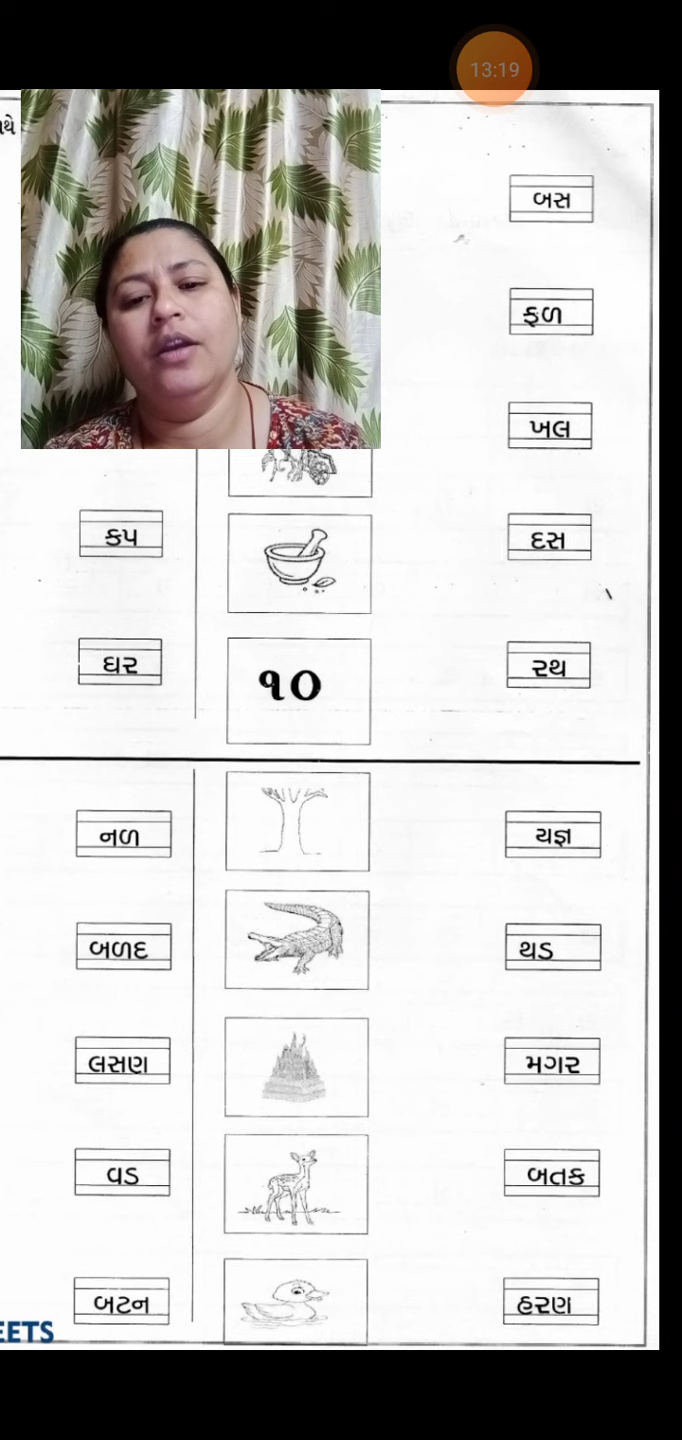 13:19
બસ
ફળ
ખલ
કપ
દસ
ઘર
૧૦
રથ
નળ
યજ્ઞ
બળદ
થડ
લસણ
મગર
વડ
બતક
બટન
હરણ
EETS